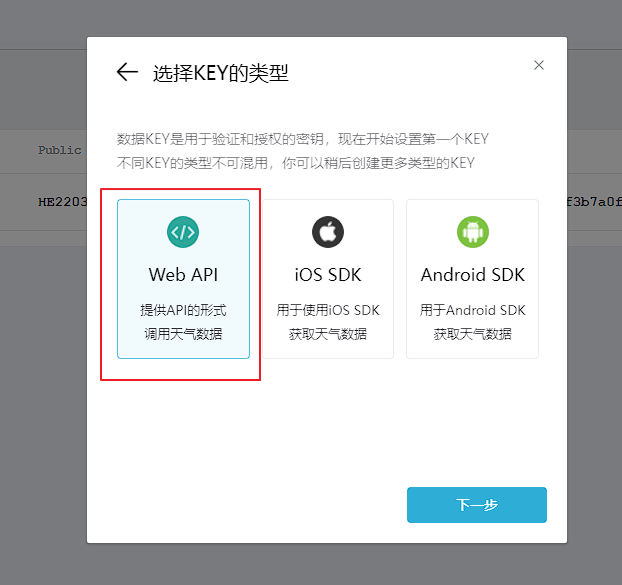 选择KEY的类型
数据KEY是用于验证和授权的密钥，现在开始设置第一个KEY
不同KEY的类型不可混用，你可以稍后创建更多类型的KEY
Public
HE2203
f3b7a0f
Web API
提供API的形式
调用天气数据
iOS SDK
用于使用iOS SDK
获取天气数据
Android SDK
用于Android SDK
获取天气数据
下一步